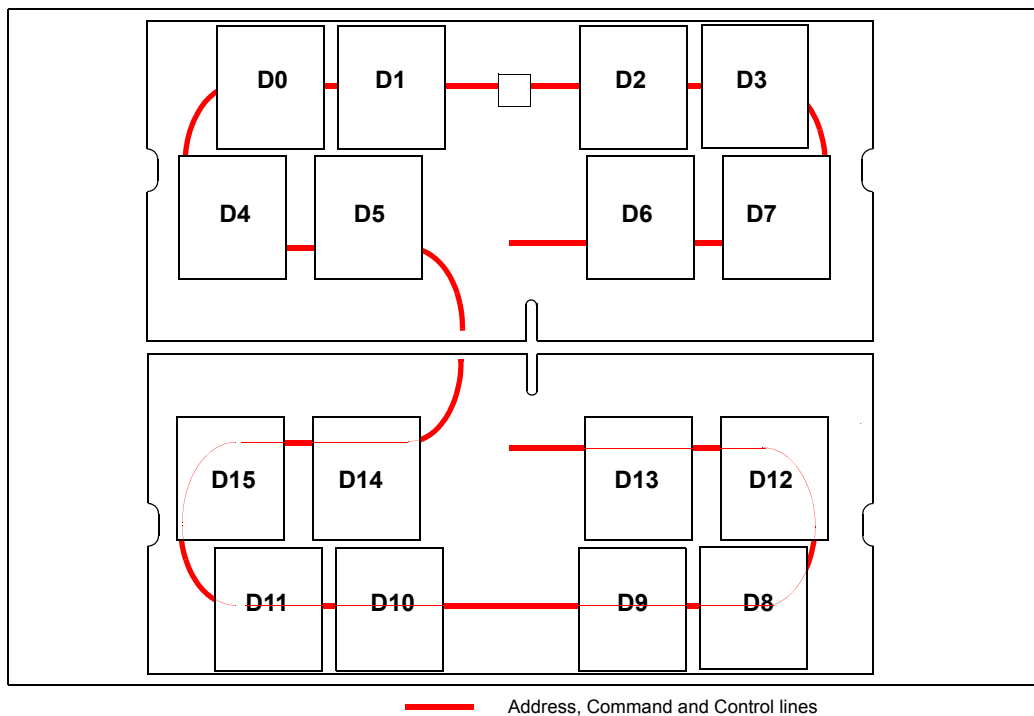 D0 D1 D2 D3
D4 D5 D6 D7
D15 D14 D13 D12
D11 D10 D9 D8
Address, Command and Control lines